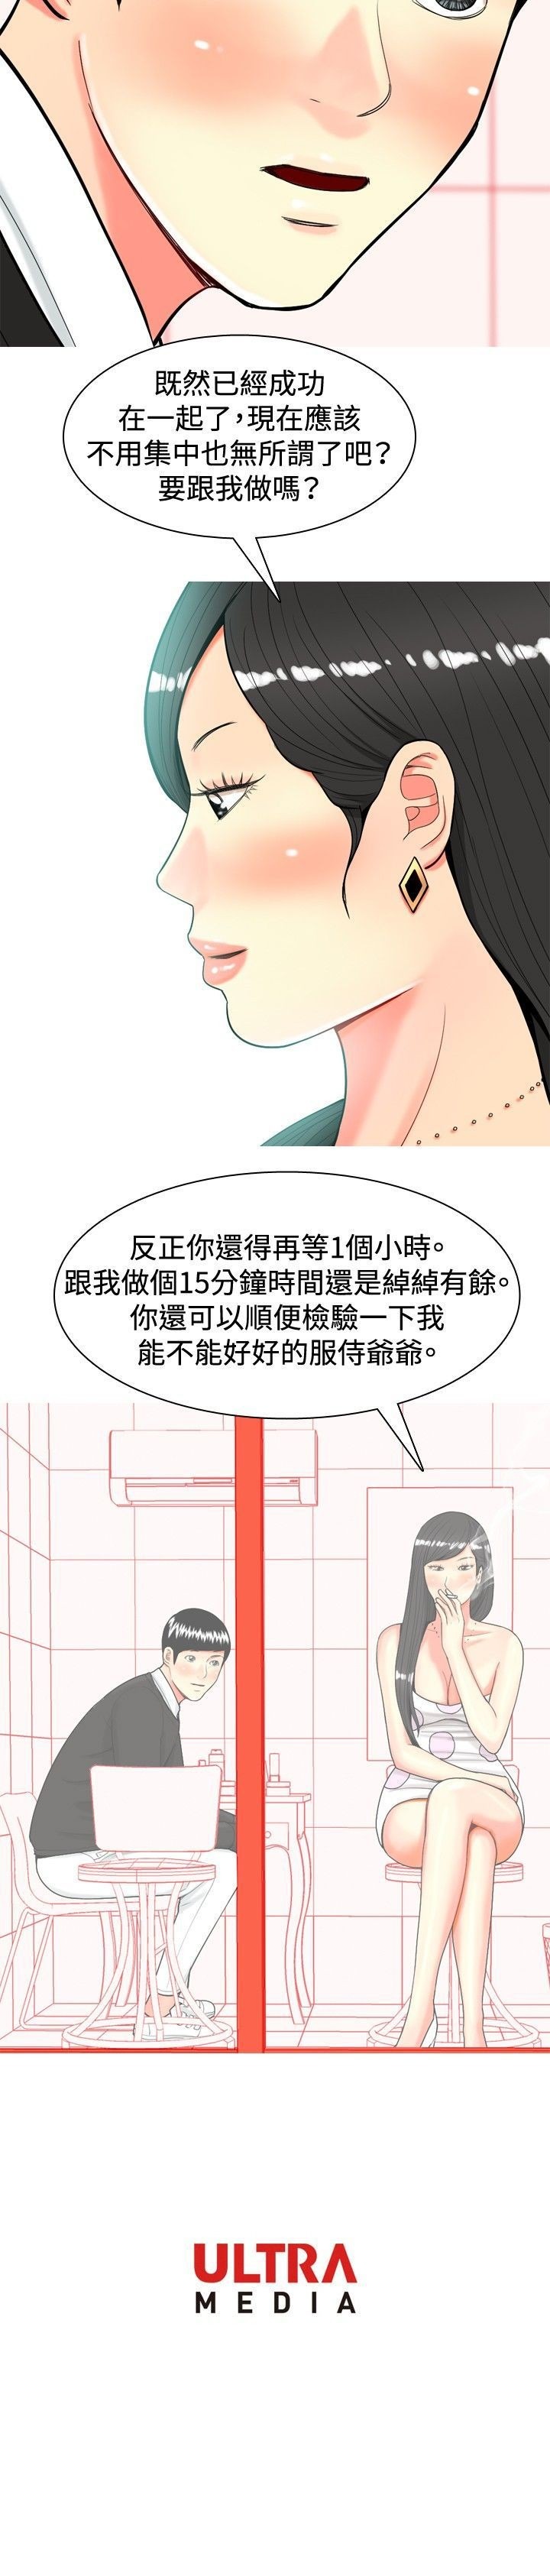 既然已經成功
在一起了，現在應該
不用集中也無所謂了吧？
要跟我做嗎？
反正你還得再等1個小時。
跟我做個15分鐘時間還是綽綽有餘。
你還可以順便檢驗一下我
能不能好好的服侍爺爺。
ULTRA
MEDIA